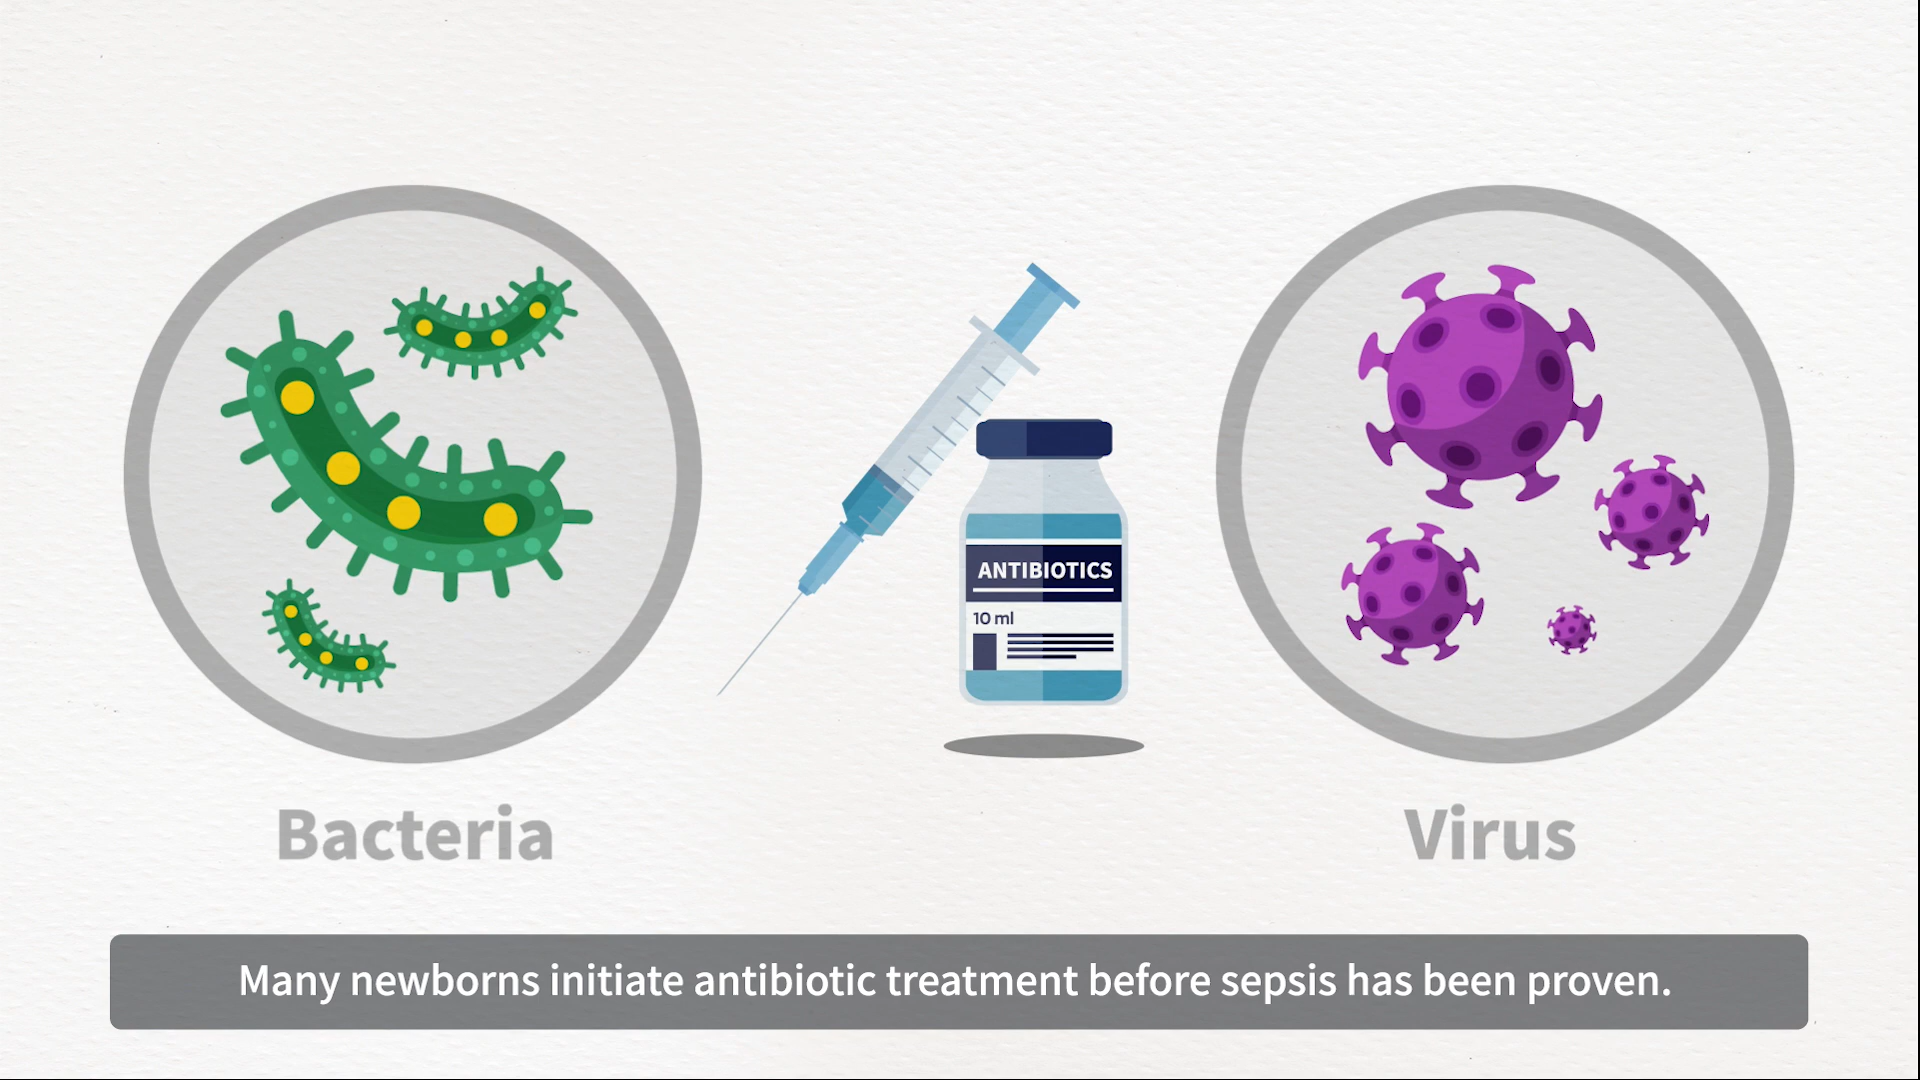 ANTIBIOTICS
10 ml
Bacteria
Virus
Many newborns initiate antibiotic treatment before sepsis has been proven.